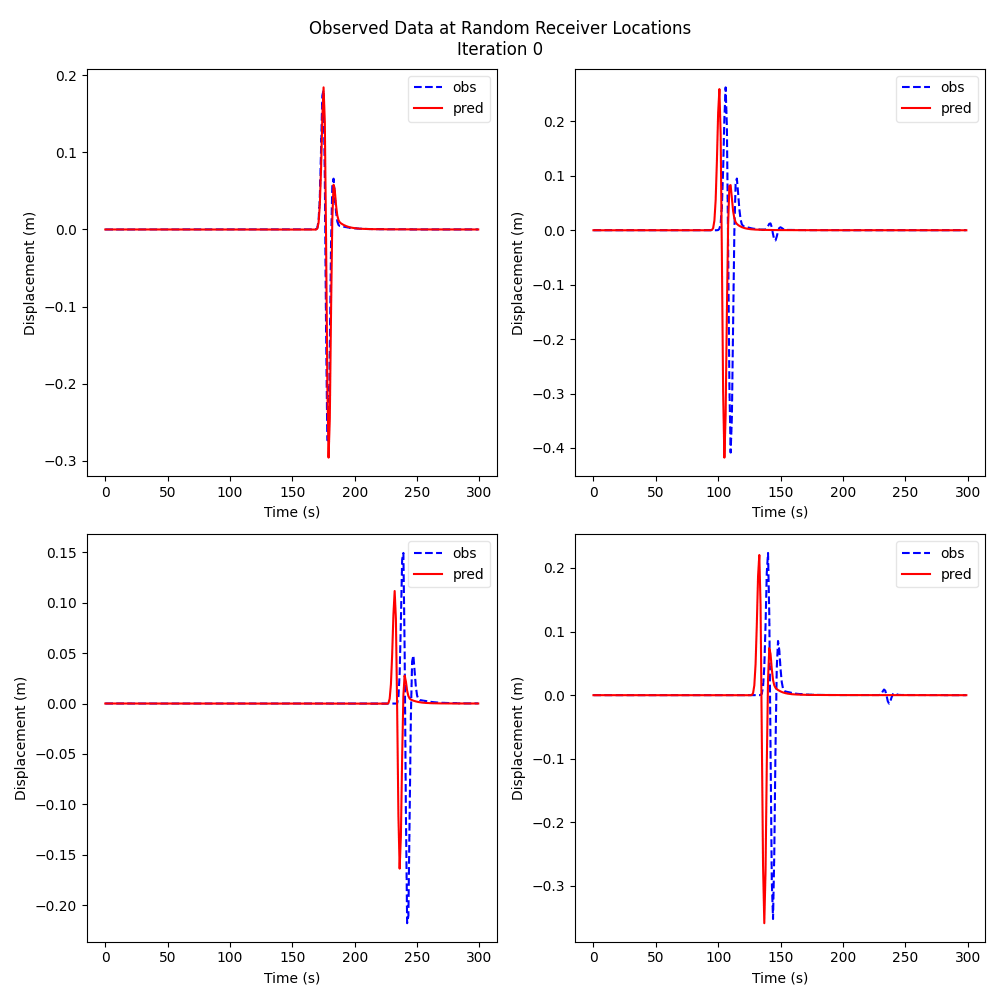 Observed Data at Random Receiver Locations
Iteration 0
0.2
0.1
0.0
−0.1
−0.2
−0.3
Displacement (m)
obs
pred
0 50 100 150 200 250 300
Time (s)
0.2
0.1
0.0
−0.1
−0.2
−0.3
−0.4
Displacement (m)
obs
pred
0 50 100 150 200 250 300
Time (s)
0.15
0.10
0.05
0.00
−0.05
−0.10
−0.15
−0.20
Displacement (m)
obs
pred
0 50 100 150 200 250 300
Time (s)
0.2
0.1
0.0
−0.1
−0.2
−0.3
Displacement (m)
obs
pred
0 50 100 150 200 250 300
Time (s)